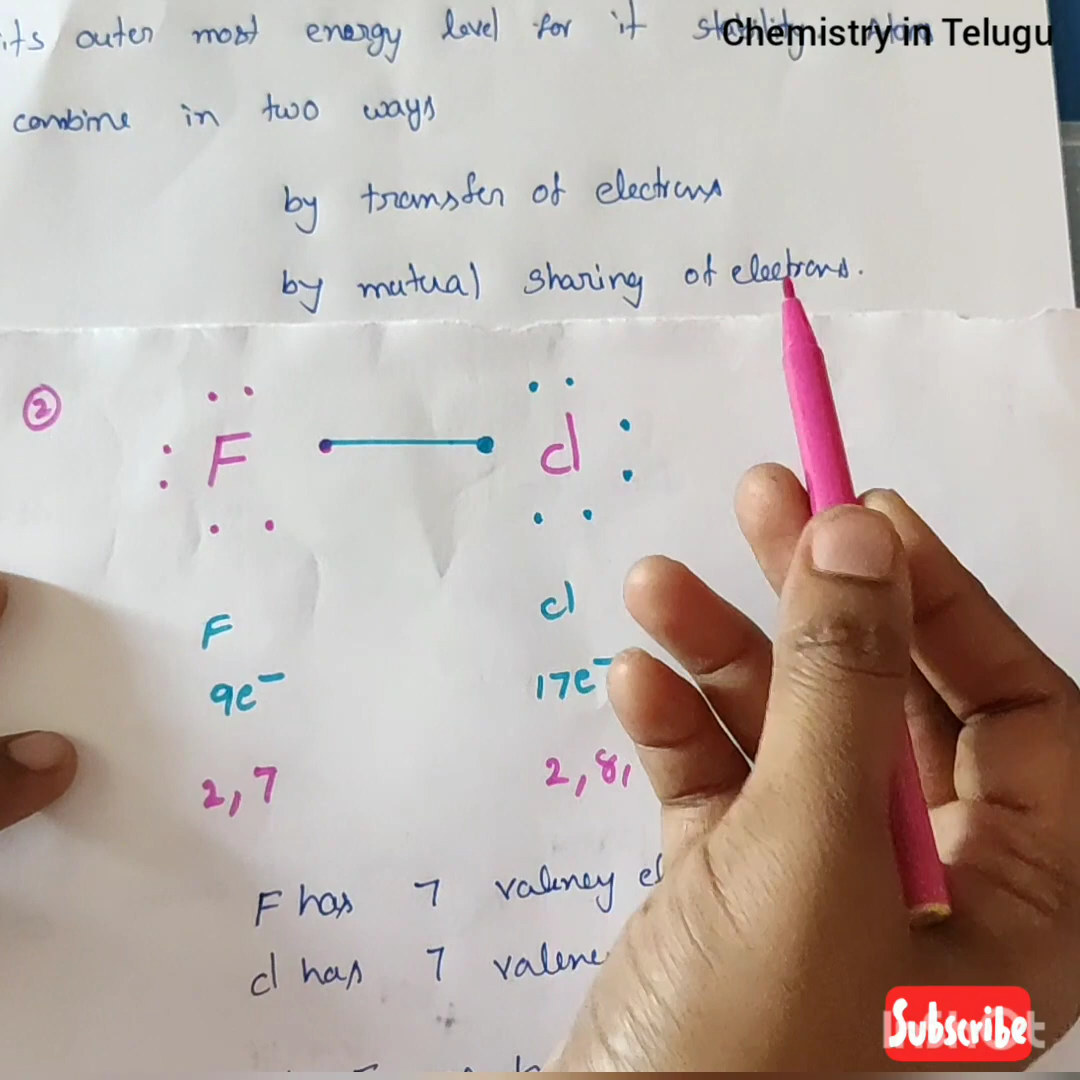 its outer most energy level for it
Chemistry in Telugu
combine in two ways
by transfer of electrons
by mutual sharing of electrons.
2
F cl
F cl
9e⁻ 17e⁻
2,7 2,8,
F has 7 valency
cl has 7
Subscribe